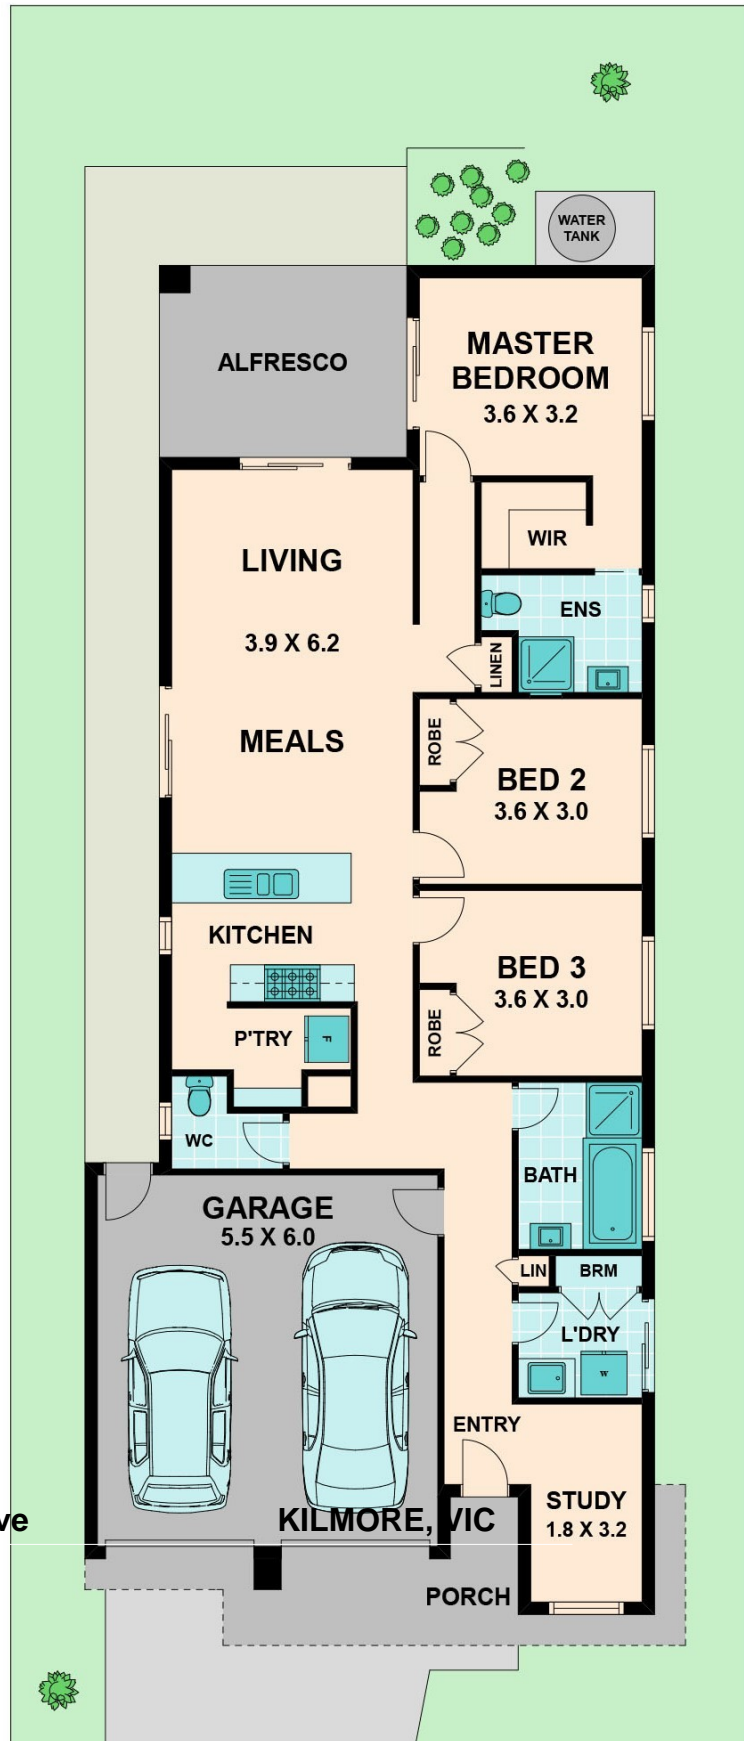 WATER
TANK
ALFRESCO
MASTER
BEDROOM
3.6 X 3.2
WIR
LIVING
ENS
3.9 X 6.2
LINEN
MEALS
ROBE
BED 2
3.6 X 3.0
KITCHEN
BED 3
3.6 X 3.0
ROBE
P'TRY
F
WC
BATH
GARAGE
5.5 X 6.0
LIN
BRM
L'DRY
W
ENTRY
STUDY
1.8 X 3.2
ve
KILMORE, VIC
PORCH